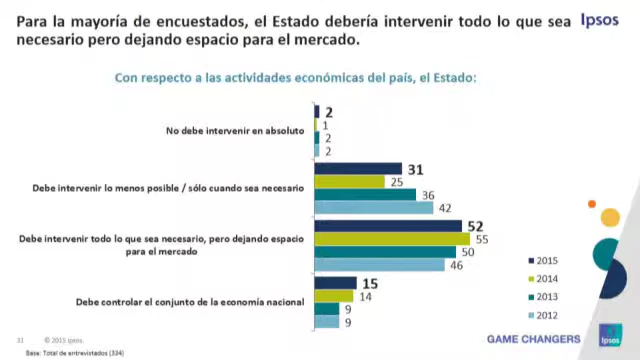 Para la mayoría de encuestados, el Estado debería intervenir todo lo que sea
necesario pero dejando espacio para el mercado.
Ipsos
Con respecto a las actividades económicas del país, el Estado:
No debe intervenir en absoluto
2
1
2
2
Debe intervenir lo menos posible / sólo cuando sea necesario
31
25
36
42
Debe intervenir todo lo que sea necesario, pero dejando espacio
para el mercado
52
55
50
46
Debe controlar el conjunto de la economía nacional
15
14
9
9
2015
2014
2013
2012
31
© 2015 Ipsos.
GAME CHANGERS
Ipsos
Base: Total de entrevistados (334)